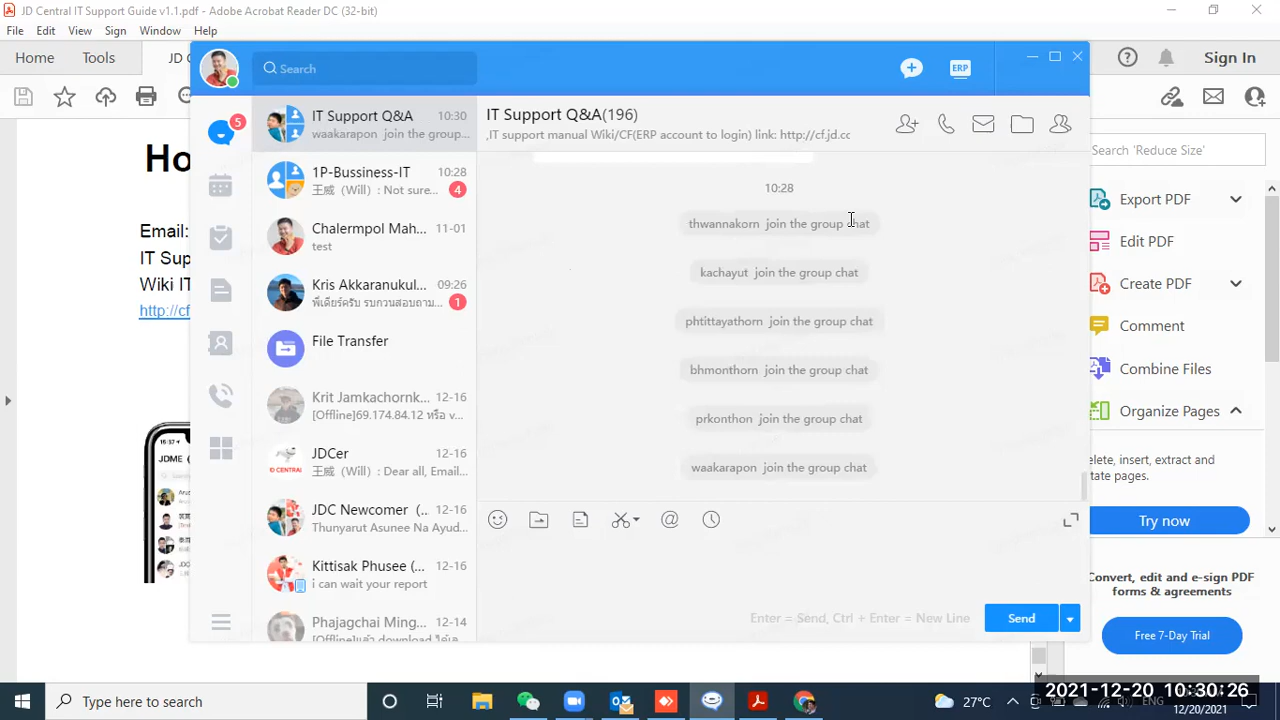 JD Central IT Support Guide v1.1.pdf - Adobe Acrobat Reader DC (32-bit)
File Edit View Sign Window Help
Home Tools JD C
Sign In
Search
ERP
5
IT Support Q&A 10:30
waakarapon join the group...
1P-Bussiness-IT 10:28
王威（Will）: Not sure... 4
Chalermpol Mah... 11-01
test
Kris Akkaranukul... 09:26
พี่เดียร์ครับ รบกวนสอบถาม... 1
File Transfer
Krit Jamkachornk... 12-16
[Offline]69.174.84.12 หรือ v...
JDCer 12-16
王威（Will）: Dear all, Email...
JDC Newcomer（... 12-16
Thunyarut Asunee Na Ayud...
Kittisak Phusee (... 12-16
i can wait your report
Phajagchai Ming... 12-14
IT Support Q&A(196)
,IT support manual Wiki/CF(ERP account to login) link: http://cf.jd.cc
10:28
thwannakorn join the group chat
kachayut join the group chat
phtittayathorn join the group chat
bhmonthorn join the group chat
prkonthon join the group chat
waakarapon join the group chat
Enter = Send, Ctrl + Enter = New Line
Send
Ho
Email:
IT Sup
Wiki IT
http://cf
Search 'Reduce Size'
Export PDF
Edit PDF
Create PDF
Comment
Combine Files
Organize Pages
elete, insert, extract and
tate pages.
Try now
Convert, edit and e-sign PDF
forms & agreements
Free 7-Day Trial
Type here to search
27°C
ENG
2021-12-20 10:30:26
12/20/2021